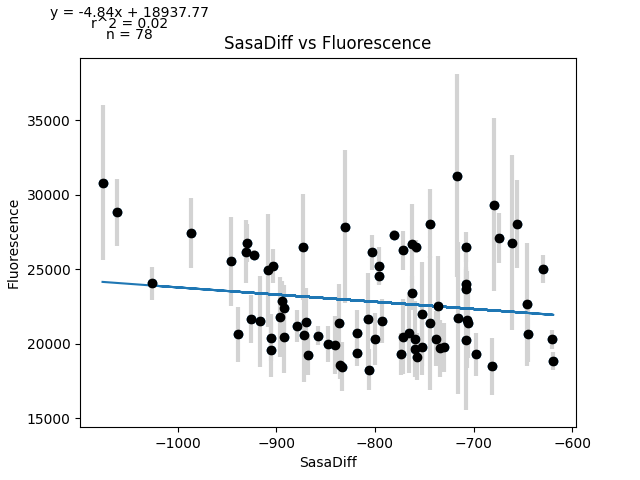 y = -4.84x + 18937.77
r^2 = 0.02
n = 78
SasaDiff vs Fluorescence
Fluorescence
35000
30000
25000
20000
15000
−1000
−900
−800
−700
−600
SasaDiff